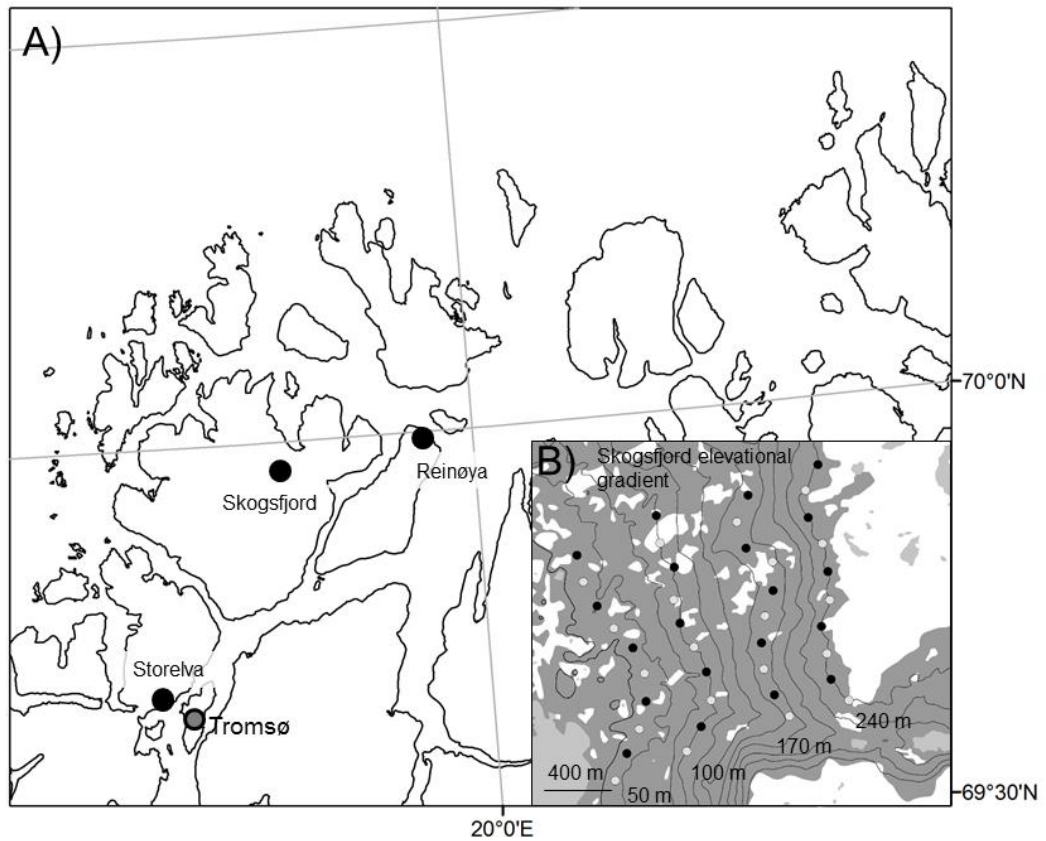 A)
70°0'N
Reinøya
Skogsfjord
B) Skogsfjord elevational
gradient
Storelva
Tromsø
240 m
170 m
400 m
100 m
50 m
69°30'N
20°0'E